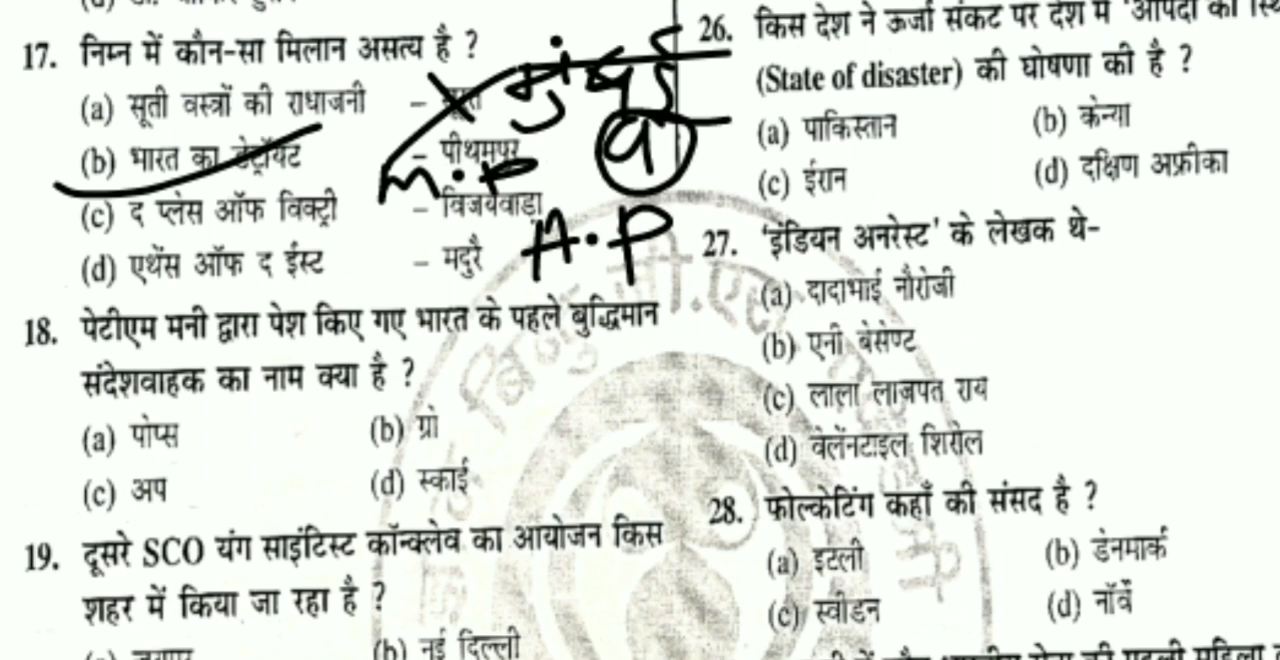 17. निम्न में कौन-सा मिलान असत्य है ?
(a) सूती वस्त्रों की राधाजनी –
मुंबई
(b) भारत का डेट्रॉयट – पीथमपुर
M.P
(c) द प्लेस ऑफ विक्ट्री – विजयवाड़ा
A.P
(d) एथेंस ऑफ द ईस्ट – मदुरै
18. पेटीएम मनी द्वारा पेश किए गए भारत के पहले बुद्धिमान
संदेशवाहक का नाम क्या है ?
(a) पोप्स (b) ग्रो
(c) अप (d) स्काई
19. दूसरे SCO यंग साइंटिस्ट कॉन्क्लेव का आयोजन किस
शहर में किया जा रहा है ?
(b) नई दिल्ली
26. किस देश ने ऊर्जा संकट पर देश में 'आपदा की
(State of disaster) की घोषणा की है ?
(a) पाकिस्तान (b) केन्या
(c) ईरान (d) दक्षिण अफ्रीका
27. 'इंडियन अनरेस्ट' के लेखक थे-
(a) दादाभाई नौरोजी
(b) एनी बेसेण्ट
(c) लाला लाजपत राय
(d) वेलेंनटाइल शिरोल
28. फोल्केटिंग कहाँ की संसद है ?
(a) इटली (b) डेनमार्क
(c) स्वीडन (d) नॉर्वे